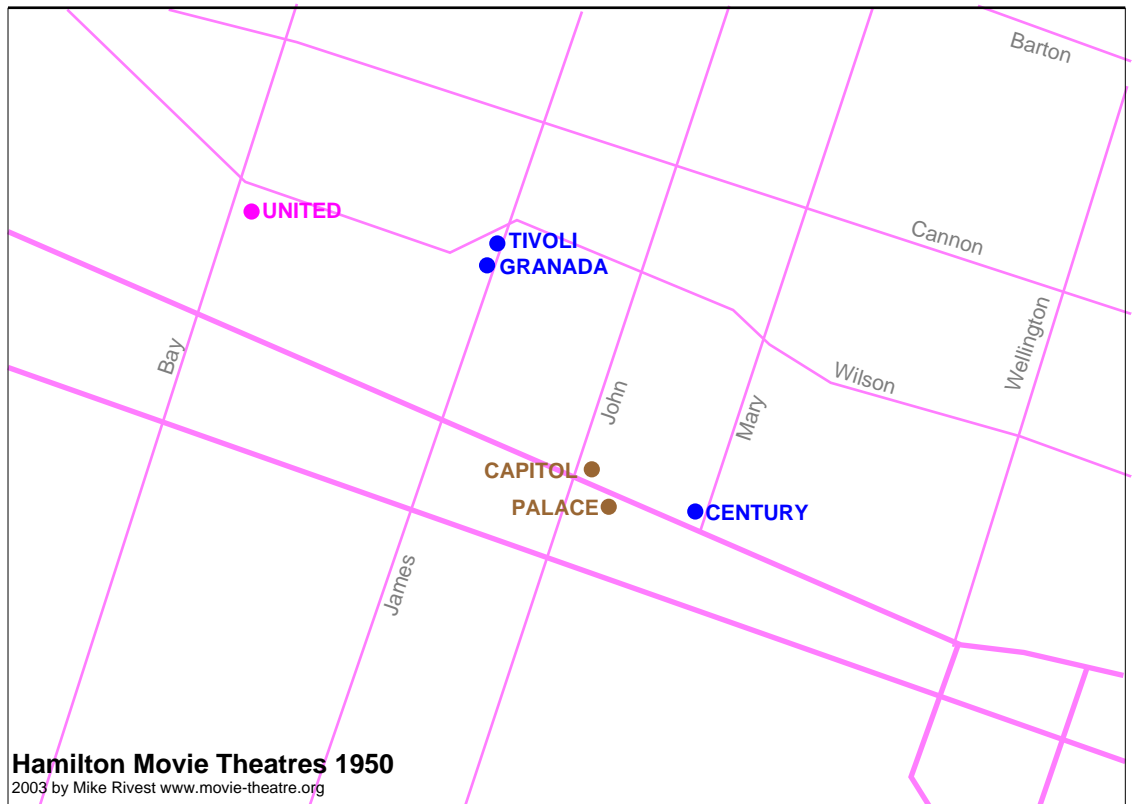 Barton
UNITED
TIVOLI
GRANADA
Cannon
Bay
Wellington
Wilson
John
Mary
CAPITOL
PALACE
CENTURY
James
Hamilton Movie Theatres 1950
2003 by Mike Rivest www.movie-theatre.org